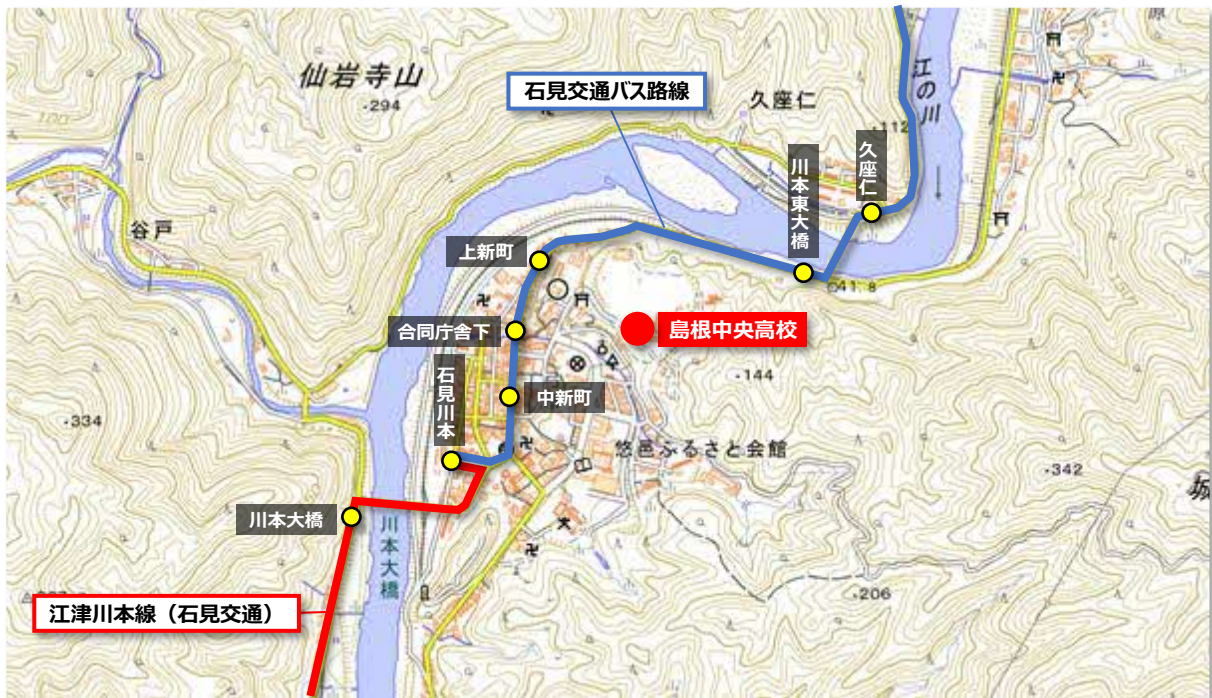 仙岩寺山
・294
石見交通バス路線
久座仁
・112
江の川
久座仁
川本東大橋
谷戸
上新町
41.8
合同庁舎下
島根中央高校
石見川本
・144
中新町
・334
悠邑ふるさと会館
・342
城
川本大橋
川本大橋
・206
江津川本線（石見交通）